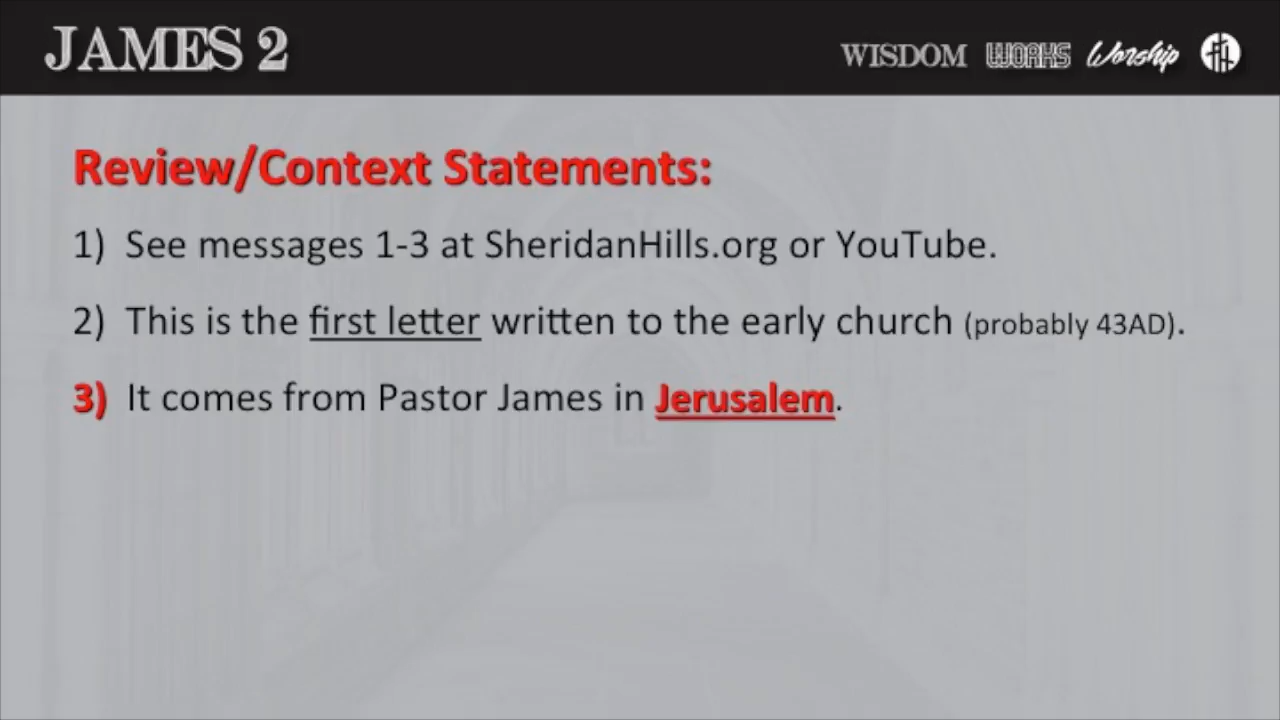 JAMES 2
WISDOM WORKS Worship
Review/Context Statements:
1) See messages 1-3 at SheridanHills.org or YouTube.
2) This is the first letter written to the early church (probably 43AD).
3) It comes from Pastor James in Jerusalem.